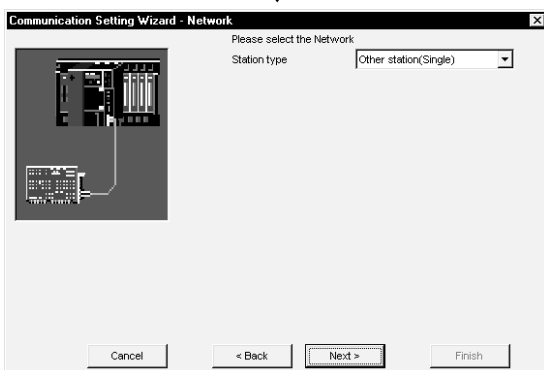 Communication Setting Wizard - Network
Please select the Network
Station type Other station(Single)
Cancel < Back Next > Finish